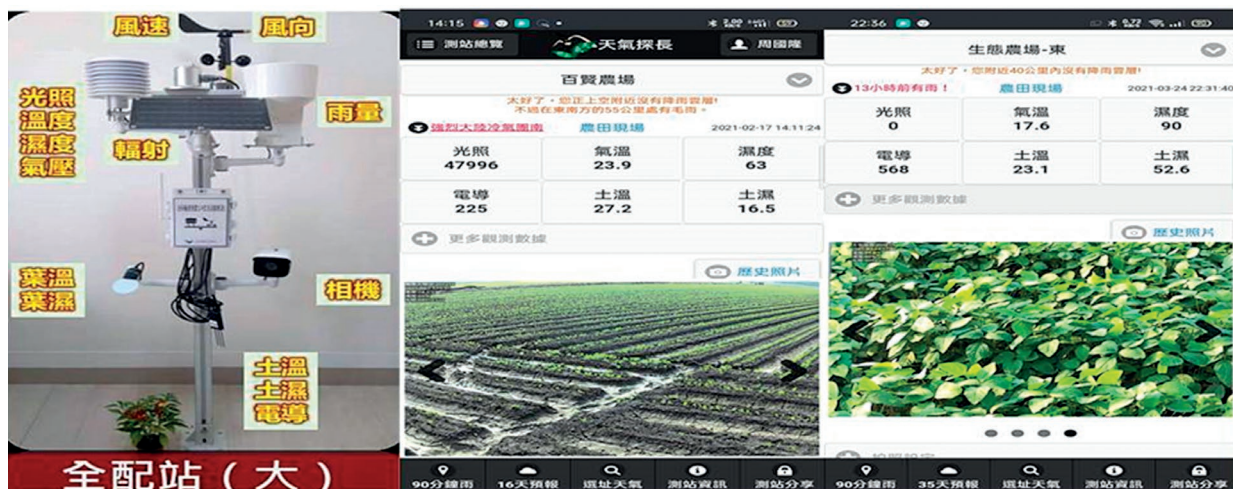 風速
風向
光照
溫度
濕度
氣壓
雨量
輻射
葉溫
葉濕
相機
土溫
土濕
電導
全配站(大)
14:15
測站總覽
天氣探長
周國隆
百賢農場
太好了,您正上空附近沒有降雨雲層!
不過在東南方的55公里處有毛雨。
強烈大陸冷氣團南
農田現場
2021-02-17 14:11:24
光照
47996
氣溫
23.9
濕度
63
電導
225
土溫
27.2
土濕
16.5
更多觀測數據
歷史照片
90分鐘雨
16天預報
選址天氣
測站資訊
測站分享
22:36
生態農場-東
太好了,您附近40公里內沒有降雨雲層!
13小時前有雨!
農田現場
2021-03-24 22:31:40
光照
0
氣溫
17.6
濕度
90
電導
568
土溫
23.1
土濕
52.6
更多觀測數據
歷史照片
90分鐘雨
35天預報
選址天氣
測站資訊
測站分享